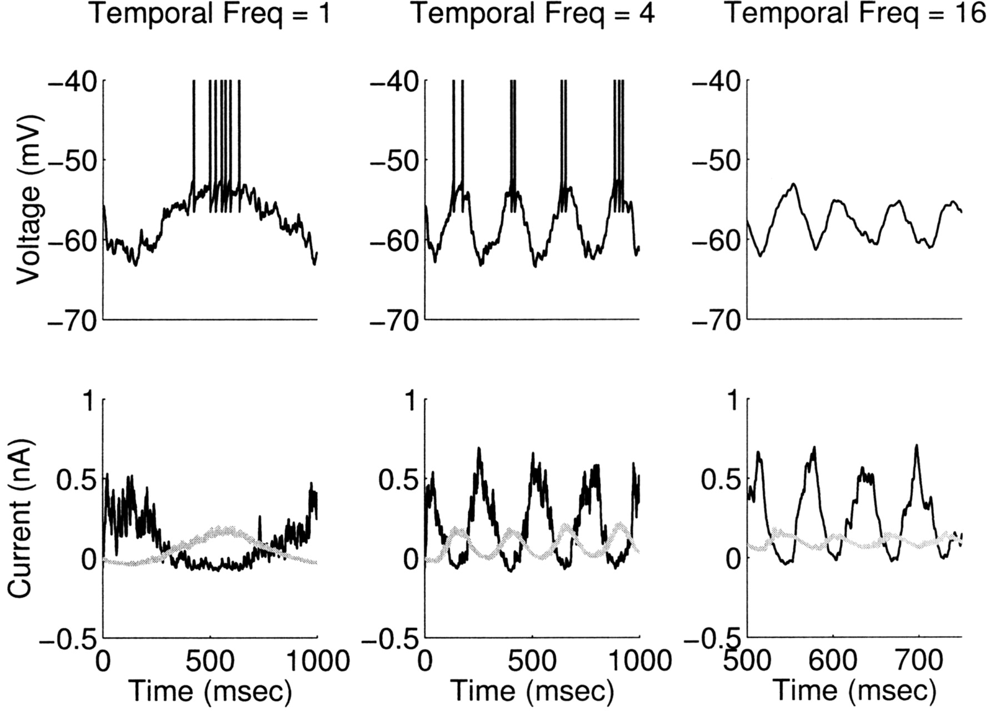 Temporal Freq = 1
Temporal Freq = 4
Temporal Freq = 16
Voltage (mV)
−40
−50
−60
−70
−40
−50
−60
−70
−40
−50
−60
−70
Current (nA)
1
0.5
0
−0.5
1
0.5
0
−0.5
1
0.5
0
−0.5
0 500 1000
0 500 1000
500 600 700
Time (msec)
Time (msec)
Time (msec)